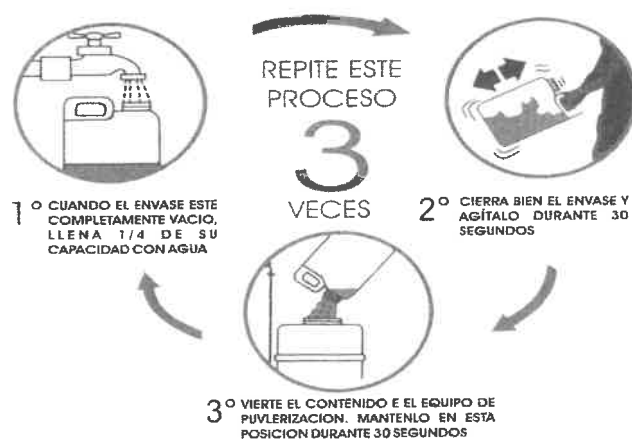 REPITE ESTE
PROCESO
3
VECES
1º CUANDO EL ENVASE ESTE
COMPLETAMENTE VACIO,
LLENA 1/4 DE SU
CAPACIDAD CON AGUA
2º CIERRA BIEN EL ENVASE Y
AGÍTALO DURANTE 30
SEGUNDOS
3º VIERTE EL CONTENIDO E EL EQUIPO DE
PUVLERIZACION. MANTENLO EN ESTA
POSICION DURANTE 30 SEGUNDOS